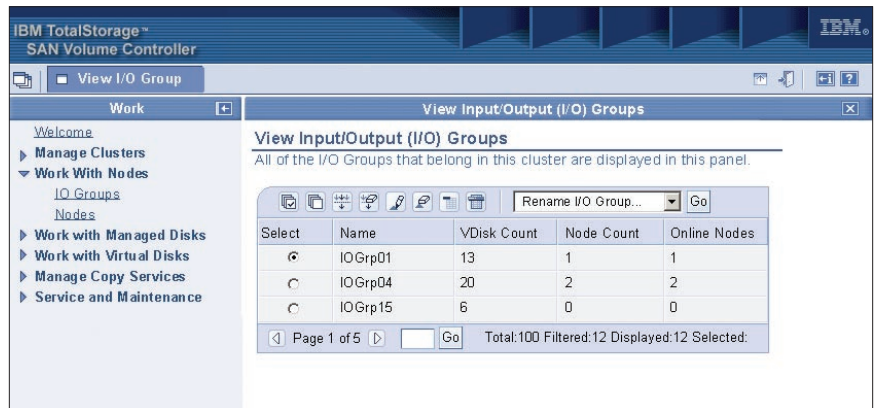 IBM TotalStorage™
SAN Volume Controller
IBM®
View I/O Group
Work
View Input/Output (I/O) Groups
Welcome
Manage Clusters
Work With Nodes
IO Groups
Nodes
Work with Managed Disks
Work with Virtual Disks
Manage Copy Services
Service and Maintenance
View Input/Output (I/O) Groups
All of the I/O Groups that belong in this cluster are displayed in this panel.
Rename I/O Group... Go
Select Name VDisk Count Node Count Online Nodes
IOGrp01 13 1 1
IOGrp04 20 2 2
IOGrp15 6 0 0
Page 1 of 5 Go Total:100 Filtered:12 Displayed:12 Selected: